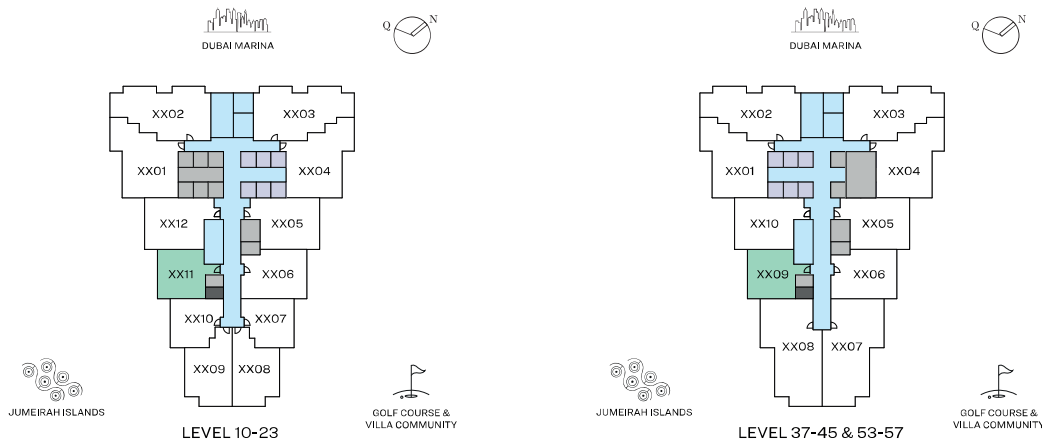 DUBAI MARINA
Q N
XX02
XX03
XX01
XX04
XX12
XX05
XX11
XX06
XX10
XX07
XX09
XX08
JUMEIRAH ISLANDS
GOLF COURSE &
VILLA COMMUNITY
LEVEL 10-23
DUBAI MARINA
Q N
XX02
XX03
XX01
XX04
XX10
XX05
XX09
XX06
XX08
XX07
JUMEIRAH ISLANDS
GOLF COURSE &
VILLA COMMUNITY
LEVEL 37-45 & 53-57